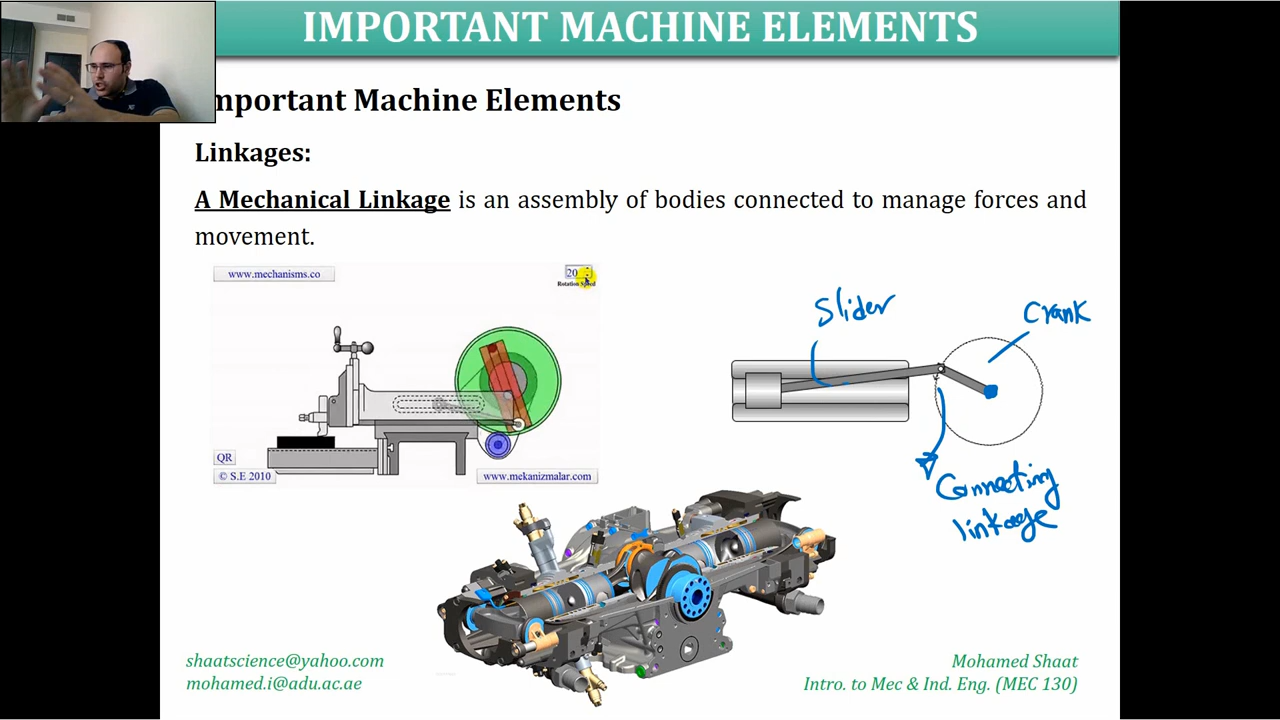 IMPORTANT MACHINE ELEMENTS
mportant Machine Elements
Linkages:
A Mechanical Linkage is an assembly of bodies connected to manage forces and
movement.
www.mechanisms.co
20
Rotation Speed
QR
© S.E 2010
www.mekanizmalar.com
Slider
Crank
Connecting
linkage
shaatscience@yahoo.com
mohamed.i@adu.ac.ae
Mohamed Shaat
Intro. to Mec & Ind. Eng. (MEC 130)